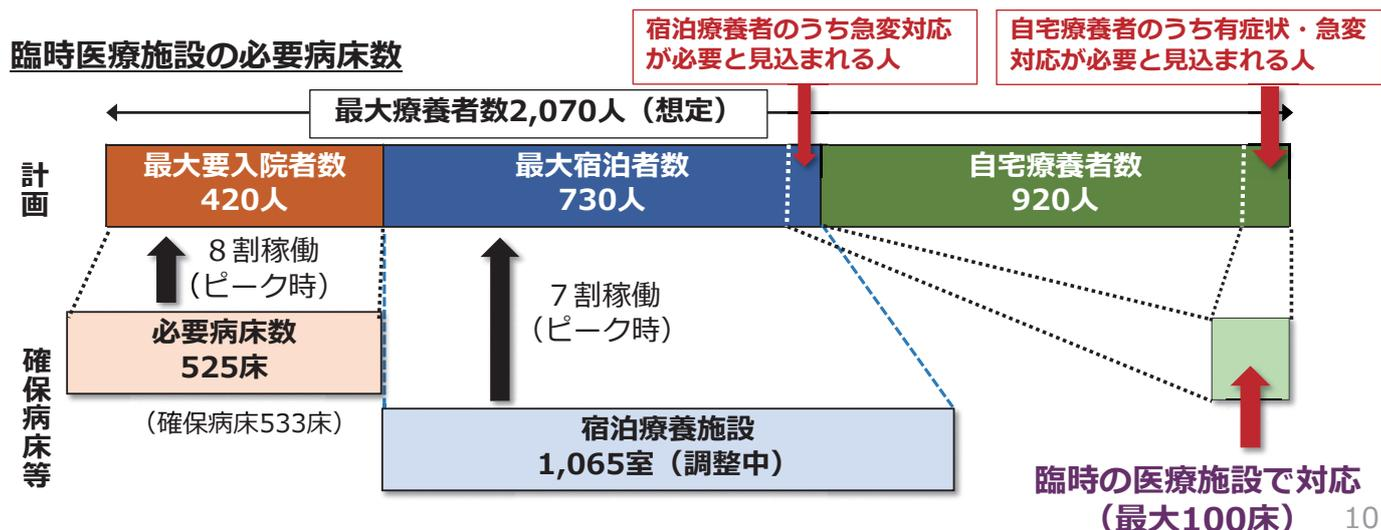 臨時医療施設の必要病床数
宿泊療養者のうち急変対応
が必要と見込まれる人
自宅療養者のうち有症状・急変
対応が必要と見込まれる人
最大療養者数2,070人（想定）
計画
最大要入院者数
420人
最大宿泊者数
730人
自宅療養者数
920人
８割稼働
（ピーク時）
７割稼働
（ピーク時）
確保病床等
必要病床数
525床
（確保病床533床）
宿泊療養施設
1,065室（調整中）
臨時の医療施設で対応
（最大100床）
10